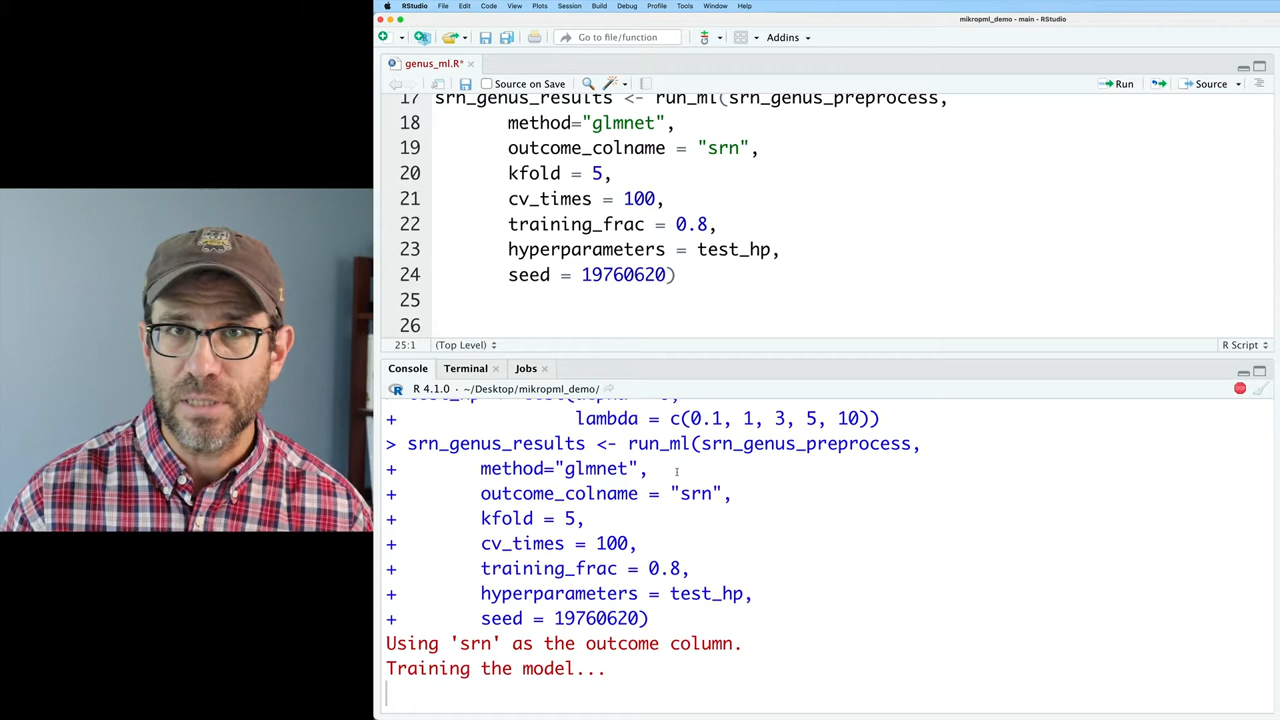 RStudio File Edit Code View Plots Session Build Debug Profile Tools Window Help
mikropml_demo - main - RStudio
Go to file/function Addins
genus_ml.R*
Source on Save Run Source
17 srn_genus_results <- run_ml(srn_genus_preprocess,
18 method="glmnet",
19 outcome_colname = "srn",
20 kfold = 5,
21 cv_times = 100,
22 training_frac = 0.8,
23 hyperparameters = test_hp,
24 seed = 19760620)
25
26
25:1 (Top Level) R Script
Console Terminal Jobs
R 4.1.0 · ~/Desktop/mikropml_demo/
+ lambda = c(0.1, 1, 3, 5, 10))
> srn_genus_results <- run_ml(srn_genus_preprocess,
+ method="glmnet",
+ outcome_colname = "srn",
+ kfold = 5,
+ cv_times = 100,
+ training_frac = 0.8,
+ hyperparameters = test_hp,
+ seed = 19760620)
Using 'srn' as the outcome column.
Training the model...